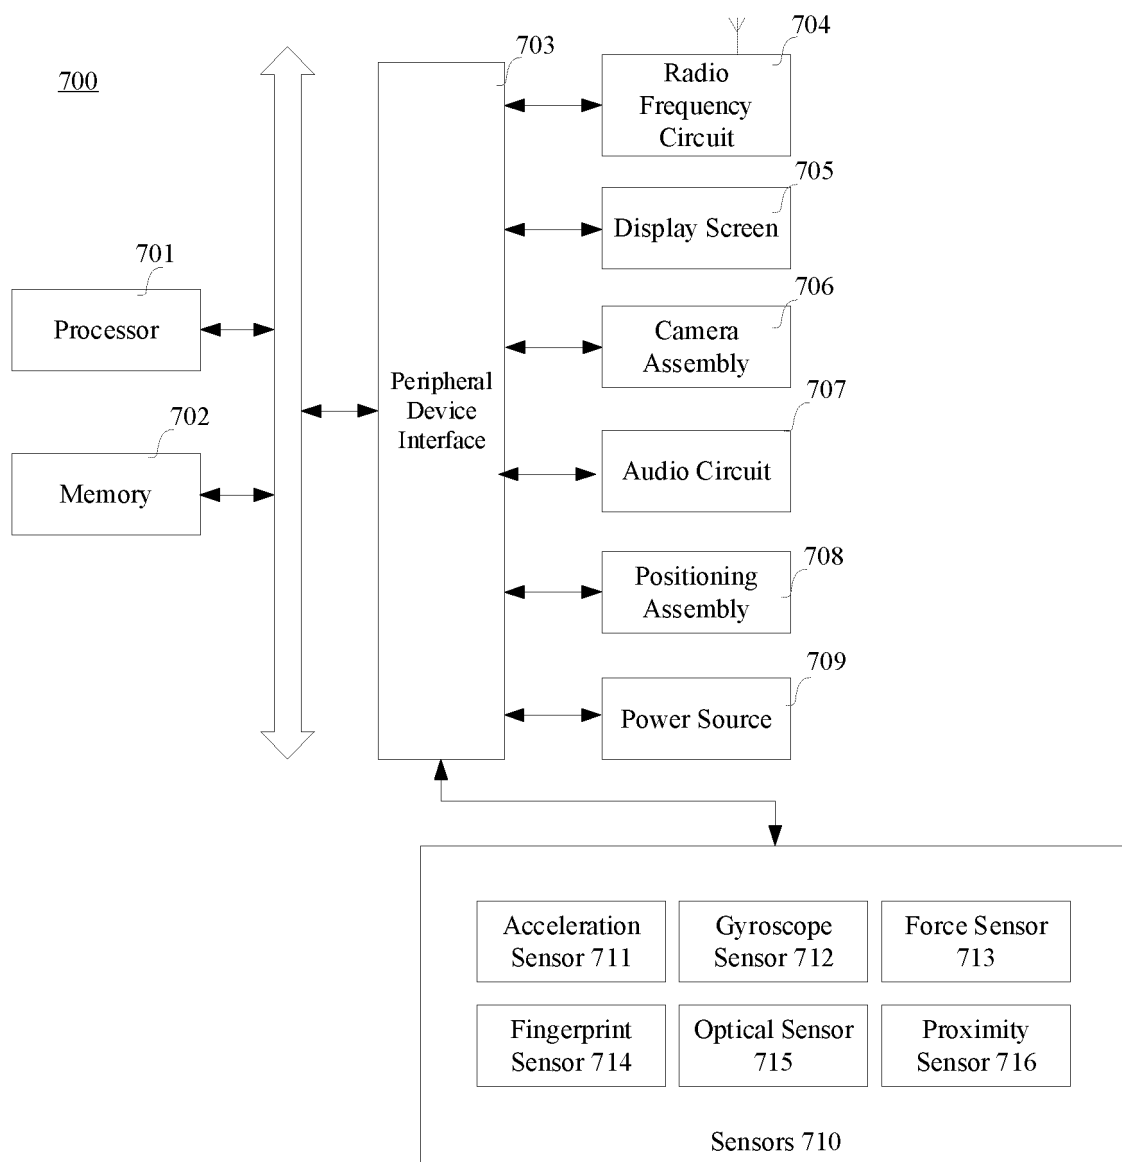 700
703
704
Radio
Frequency
Circuit
705
Display Screen
701
Processor
706
Camera
Assembly
Peripheral
Device
Interface
702
Memory
707
Audio Circuit
708
Positioning
Assembly
709
Power Source
Acceleration
Sensor 711
Gyroscope
Sensor 712
Force Sensor
713
Fingerprint
Sensor 714
Optical Sensor
715
Proximity
Sensor 716
Sensors 710